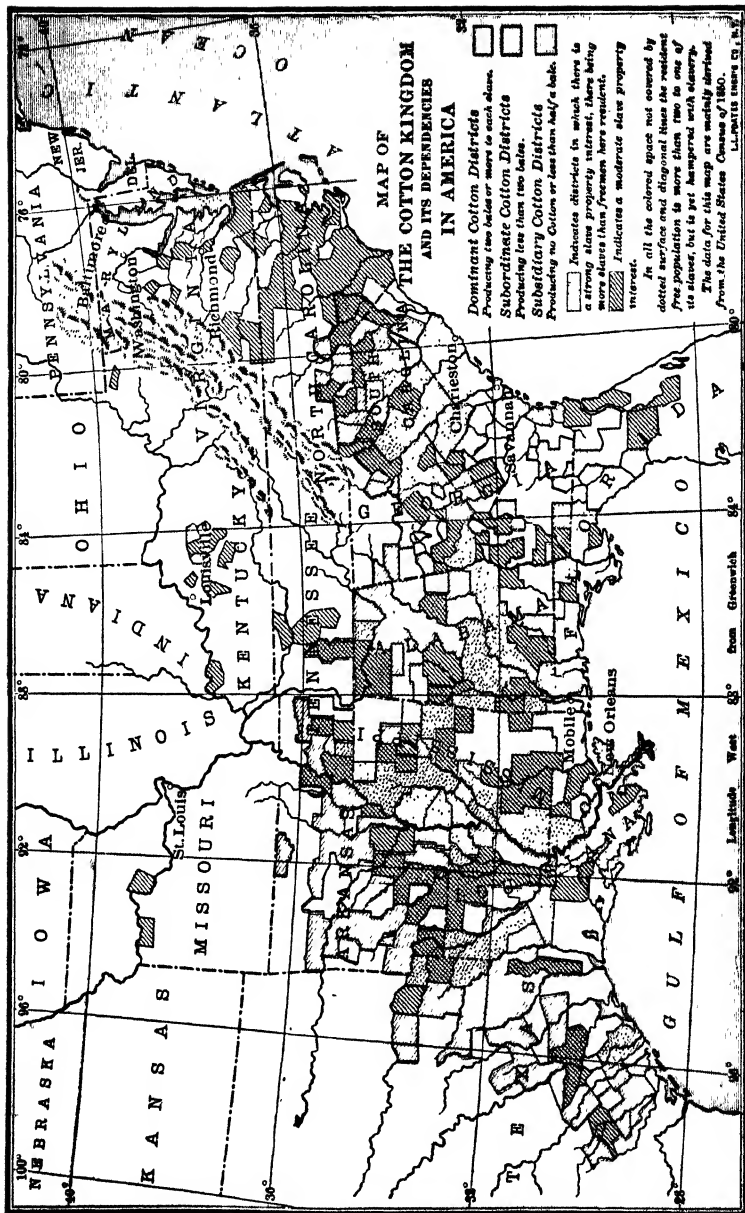 MAP OF
THE COTTON KINGDOM
AND ITS DEPENDENCIES
IN AMERICA
Dominant Cotton Districts
Producing two bales or more to each slave.
Subordinate Cotton Districts
Producing less than two bales.
Subsidiary Cotton Districts
Producing no Cotton or less than half a bale.
Indicates districts in which there is
a strong slave property interest, there being
more slaves than freemen here resident.
Indicates a moderate slave property
interest.
In all the colored space not covered by
dotted surface and diagonal lines the resident
free population is more than two to one of
its slaves, but is yet hampered with slavery.
The data for this map are mainly derived
from the United States Census of 1850.
L.L. POATES ENGR'G CO., N.Y.
NEBRASKA
IOWA
ILLINOIS
INDIANA
OHIO
PENNSYLVANIA
NEW
JER.
DEL.
MARYL
Baltimore
Washington
Richmond
KANSAS
MISSOURI
St. Louis
KENTUCKY
Louisville
TENNESSEE
NORTH CAROLINA
SOUTH
CAROLINA
Charleston
Savannah
ARKANSAS
TEXAS
Mobile
New Orleans
ATLANTIC
OCEAN
GULF OF MEXICO
Longitude West from Greenwich
100°
96°
92°
88°
84°
80°
76°